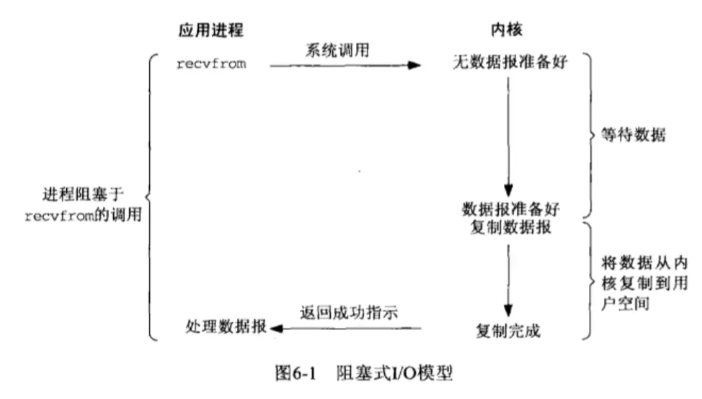 应用进程
内核
recvfrom
系统调用
无数据报准备好
等待数据
进程阻塞于
recvfrom的调用
数据报准备好
复制数据报
将数据从内
核复制到用
户空间
处理数据报
返回成功指示
复制完成
图6-1 阻塞式I/O模型